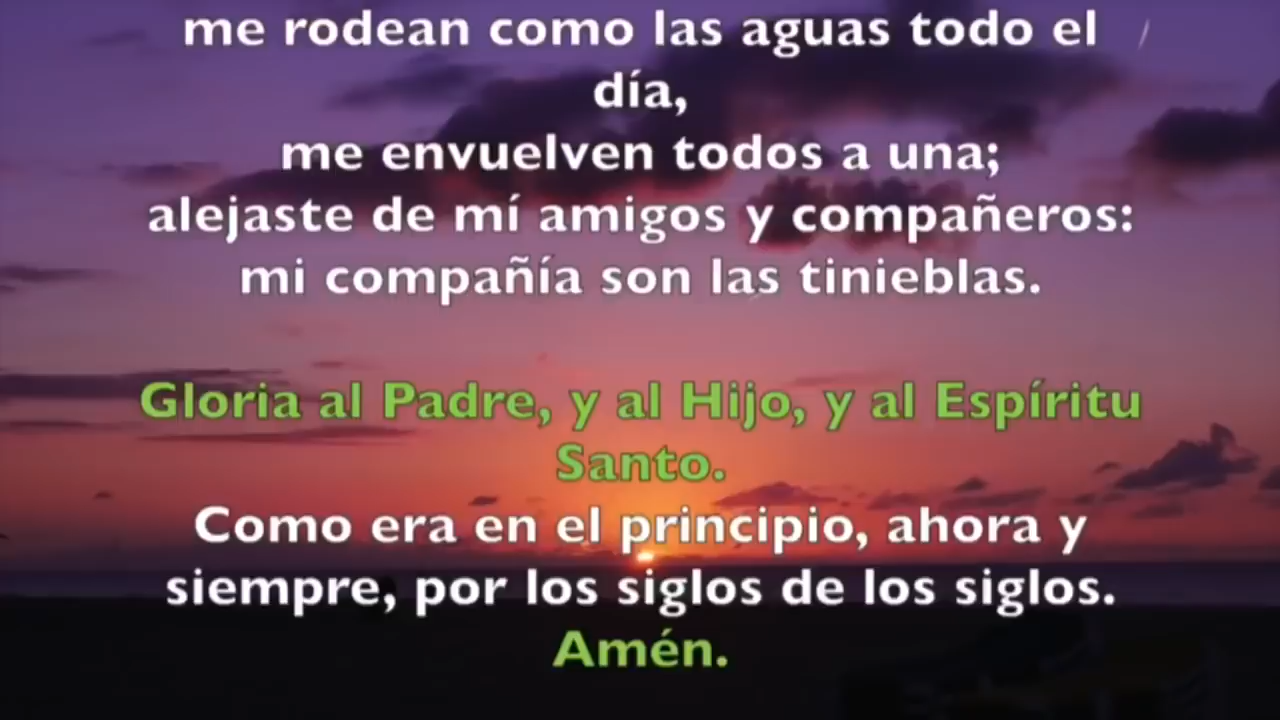 me rodean como las aguas todo el
día,
me envuelven todos a una;
alejaste de mí amigos y compañeros:
mi compañía son las tinieblas.
Gloria al Padre, y al Hijo, y al Espíritu
Santo.
Como era en el principio, ahora y
siempre, por los siglos de los siglos.
Amén.